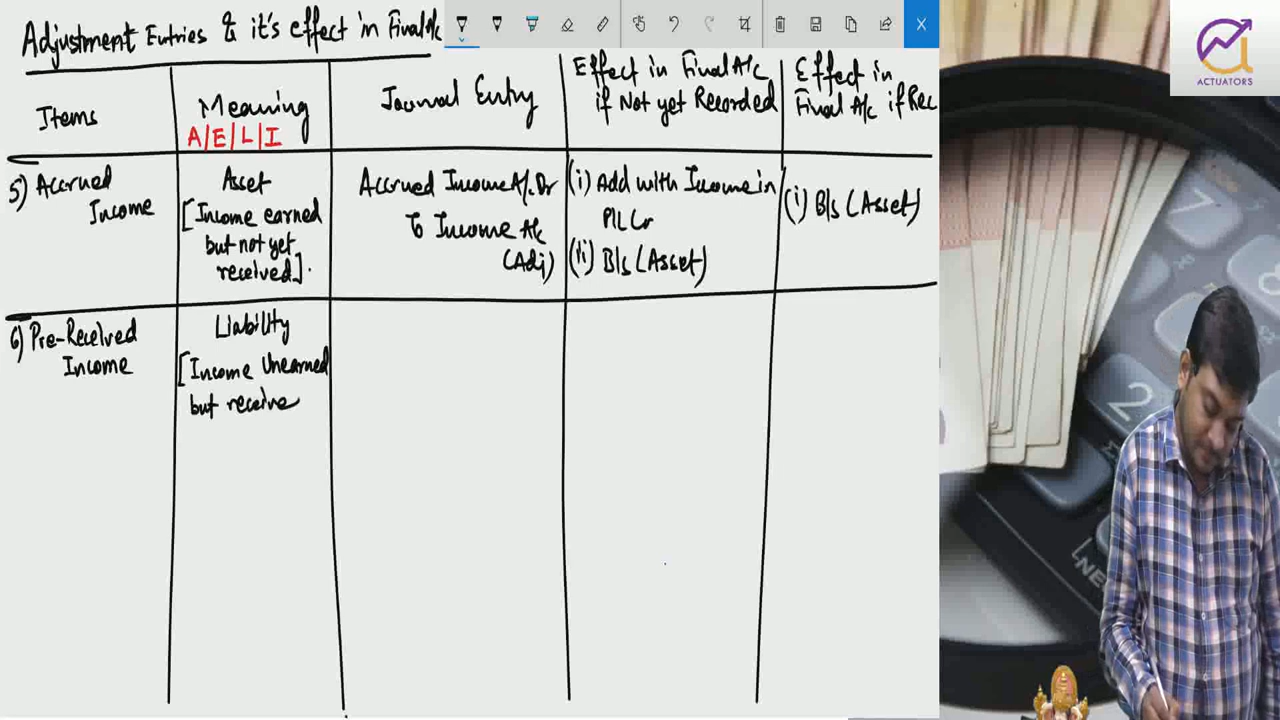 Adjustment Entries & it's effect in Final A/c
Items
Meaning
A/E/L/I
Journal Entry
Effect in Final A/c
if Not yet Recorded
Effect in
Final A/c if Rec
5) Accrued
Income
Asset
[Income earned
but not yet
received].
Accrued Income A/c. Dr
To Income A/c
(Adj)
(i) Add with Income in
P/L Cr
(ii) B/s (Asset)
(i) B/s (Asset)
6) Pre-Received
Income
Liability
[Income Unearned
but receive
ACTUATORS
2